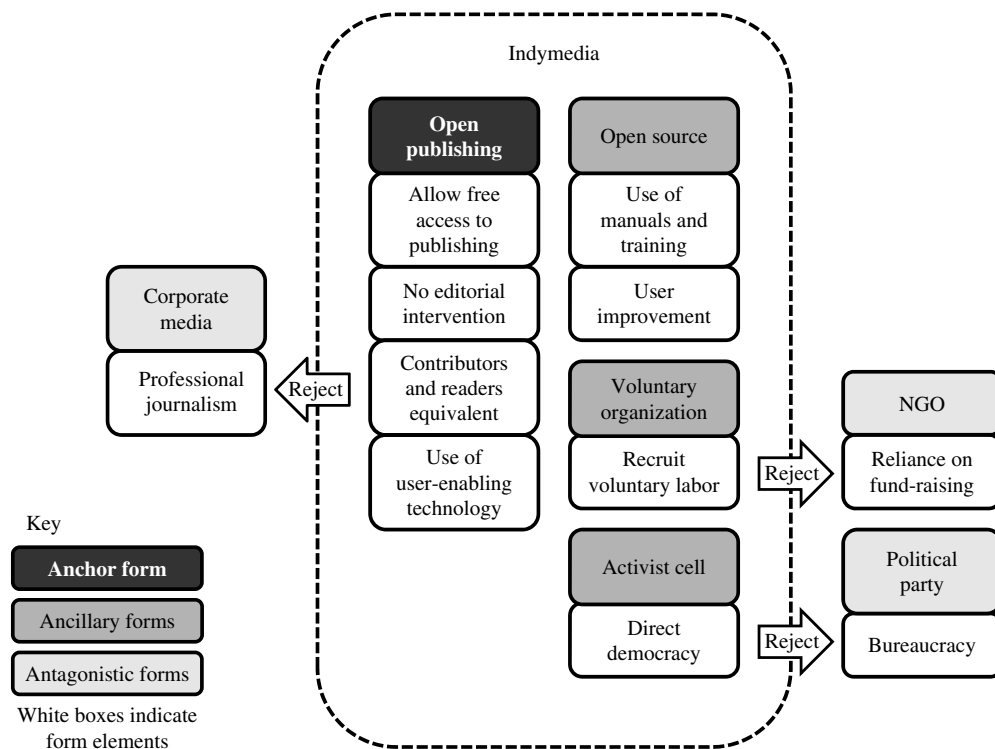 Indymedia
Open
publishing
Allow free
access to
publishing
No editorial
intervention
Contributors
and readers
equivalent
Use of
user-enabling
technology
Open source
Use of
manuals and
training
User
improvement
Voluntary
organization
Recruit
voluntary labor
Activist cell
Direct
democracy
Corporate
media
Professional
journalism
Reject
Reject
NGO
Reliance on
fund-raising
Reject
Political
party
Bureaucracy
Key
Anchor form
Ancillary forms
Antagonistic forms
White boxes indicate
form elements